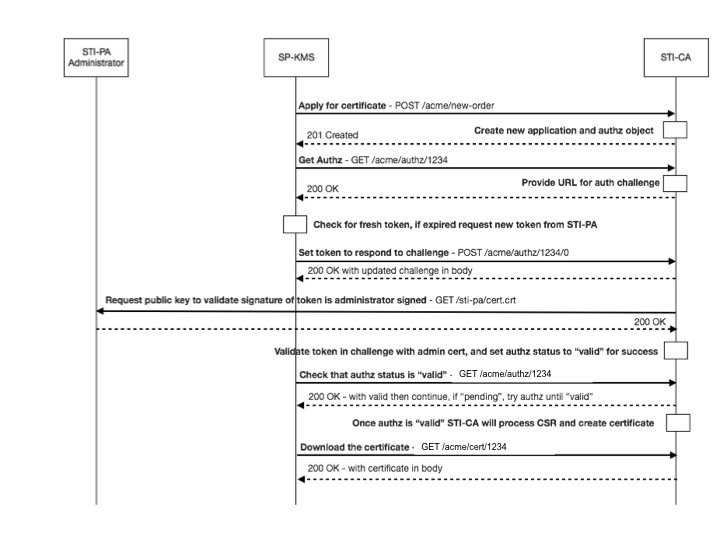 STI-PA
Administrator
SP-KMS
STI-CA
Apply for certificate - POST /acme/new-order
Create new application and authz object
201 Created
Get Authz - GET /acme/authz/1234
Provide URL for auth challenge
200 OK
Check for fresh token, if expired request new token from STI-PA
Set token to respond to challenge - POST /acme/authz/1234/0
200 OK with updated challenge in body
Request public key to validate signature of token is administrator signed - GET /sti-pa/cert.crt
200 OK
Validate token in challenge with admin cert, and set authz status to “valid” for success
Check that authz status is “valid” - GET /acme/authz/1234
200 OK - with valid then continue, if “pending”, try authz until “valid”
Once authz is “valid” STI-CA will process CSR and create certificate
Download the certificate - GET /acme/cert/1234
200 OK - with certificate in body